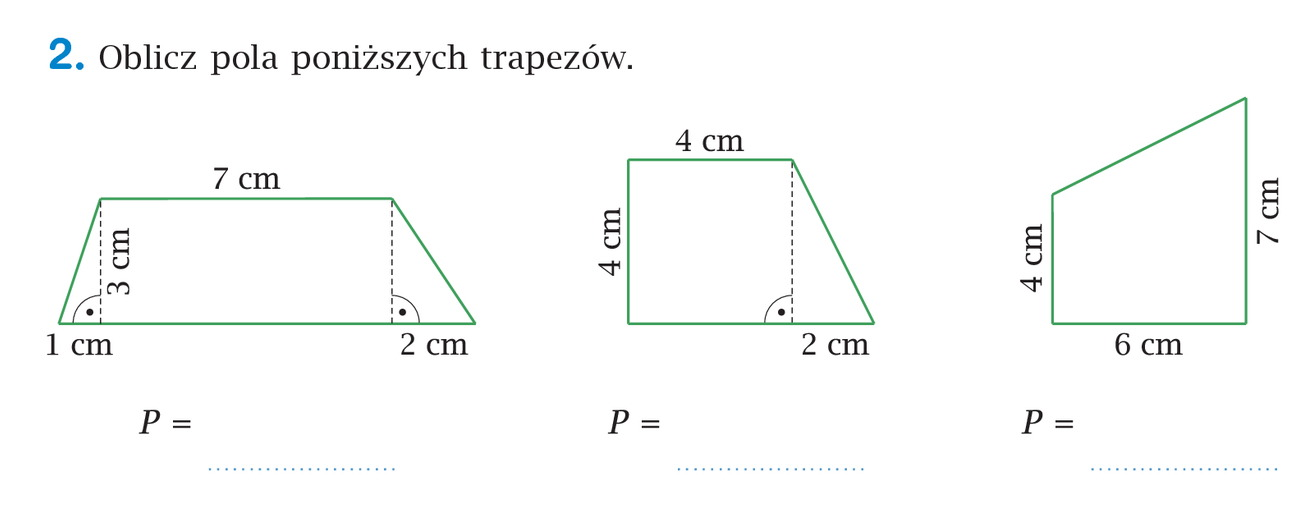 2. Oblicz pola poniższych trapezów.
7 cm
3 cm
1 cm
2 cm
4 cm
4 cm
2 cm
4 cm
7 cm
6 cm
P =
P =
P =